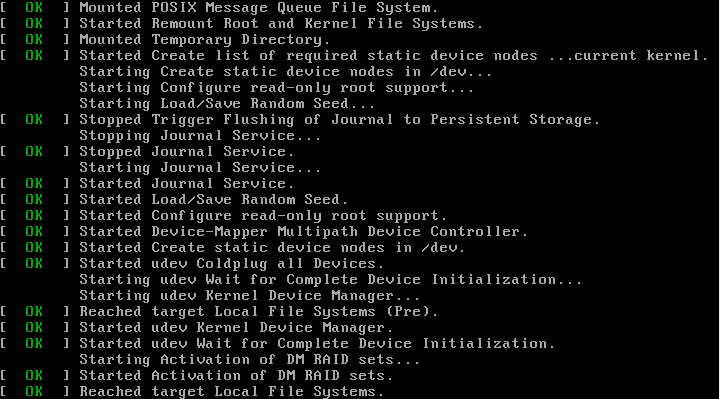 [  OK  ] Mounted POSIX Message Queue File System.
[  OK  ] Started Remount Root and Kernel File Systems.
[  OK  ] Mounted Temporary Directory.
[  OK  ] Started Create list of required static device nodes ...current kernel.
         Starting Create static device nodes in /dev...
         Starting Configure read-only root support...
         Starting Load/Save Random Seed...
[  OK  ] Stopped Trigger Flushing of Journal to Persistent Storage.
         Stopping Journal Service...
[  OK  ] Stopped Journal Service.
         Starting Journal Service...
[  OK  ] Started Journal Service.
[  OK  ] Started Load/Save Random Seed.
[  OK  ] Started Configure read-only root support.
[  OK  ] Started Device-Mapper Multipath Device Controller.
[  OK  ] Started Create static device nodes in /dev.
[  OK  ] Started udev Coldplug all Devices.
         Starting udev Wait for Complete Device Initialization...
         Starting udev Kernel Device Manager...
[  OK  ] Reached target Local File Systems (Pre).
[  OK  ] Started udev Kernel Device Manager.
[  OK  ] Started udev Wait for Complete Device Initialization.
         Starting Activation of DM RAID sets...
[  OK  ] Started Activation of DM RAID sets.
[  OK  ] Reached target Local File Systems.